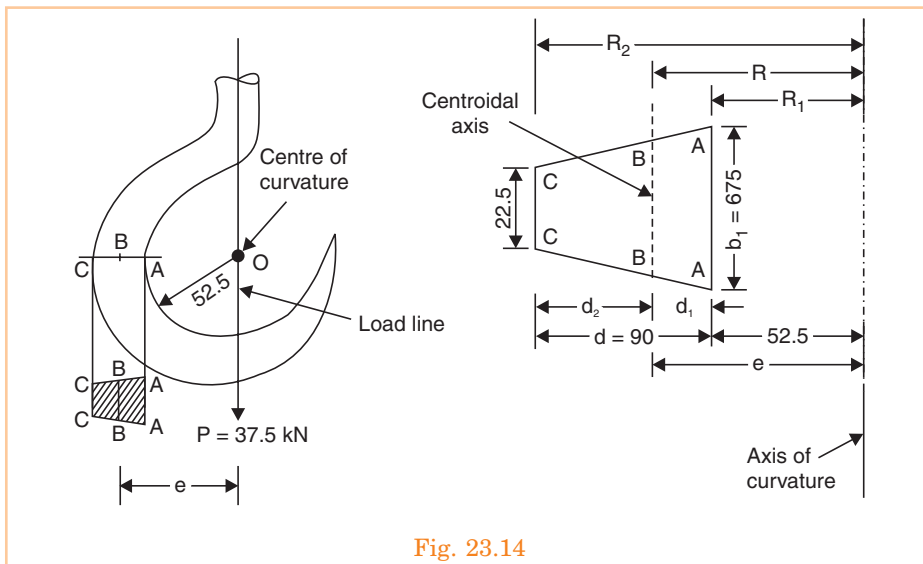 Centre of
curvature
B
C
A
O
52.5
Load line
B
C
A
C
B
A
P = 37.5 kN
e
R₂
R
R₁
Centroidal
axis
B
A
C
22.5
b₁ = 675
C
B
A
d₂
d₁
d = 90
52.5
e
Axis of
curvature
Fig. 23.14